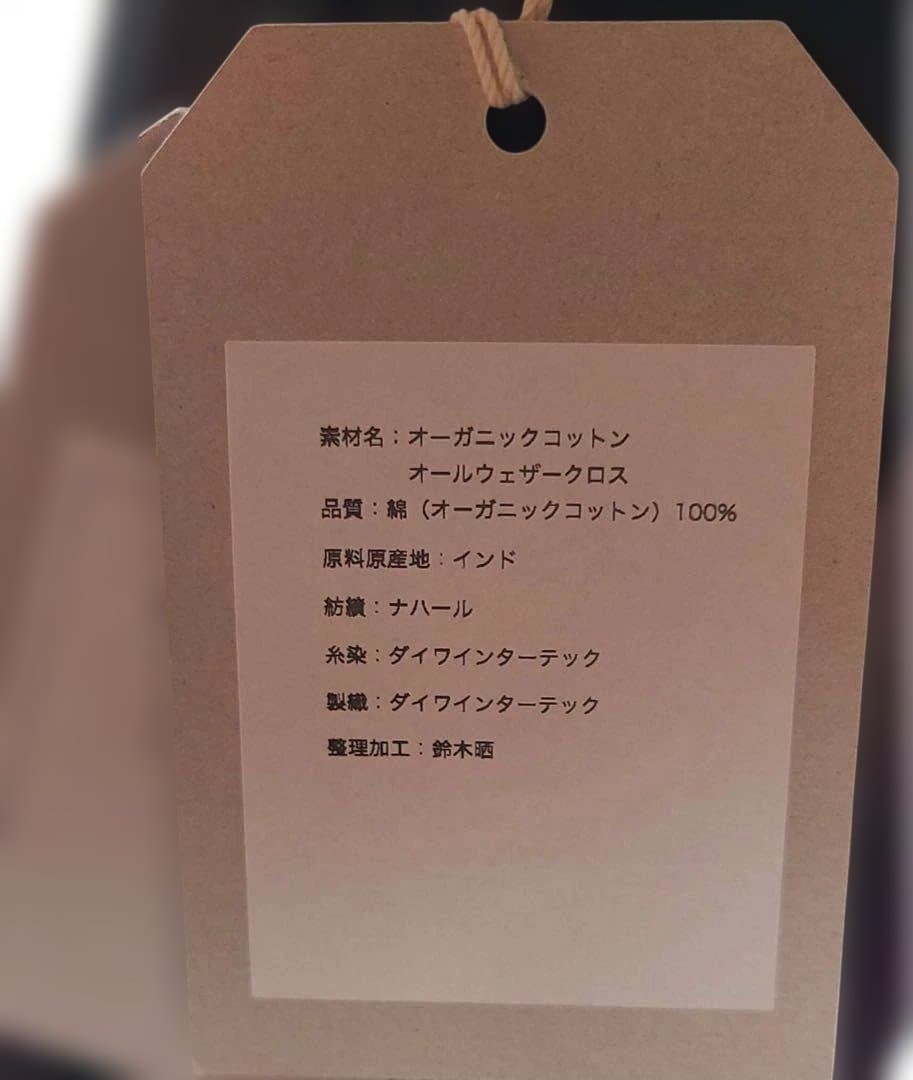 素材名：オーガニックコットン
オールウェザークロス
品質：綿（オーガニックコットン）100%
原料原産地：インド
紡績：ナハール
糸染：ダイワインターテック
製織：ダイワインターテック
整理加工：鈴木晒